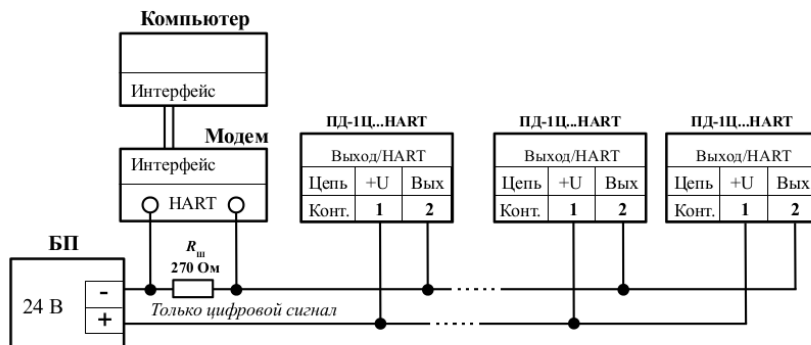 Компьютер
Интерфейс
Модем
Интерфейс
HART
ПД-1Ц...HART
Выход/HART
Цепь +U Вых
Конт. 1 2
ПД-1Ц...HART
Выход/HART
Цепь +U Вых
Конт. 1 2
ПД-1Ц...HART
Выход/HART
Цепь +U Вых
Конт. 1 2
БП
24 В
-
+
Rш
270 Ом
Только цифровой сигнал